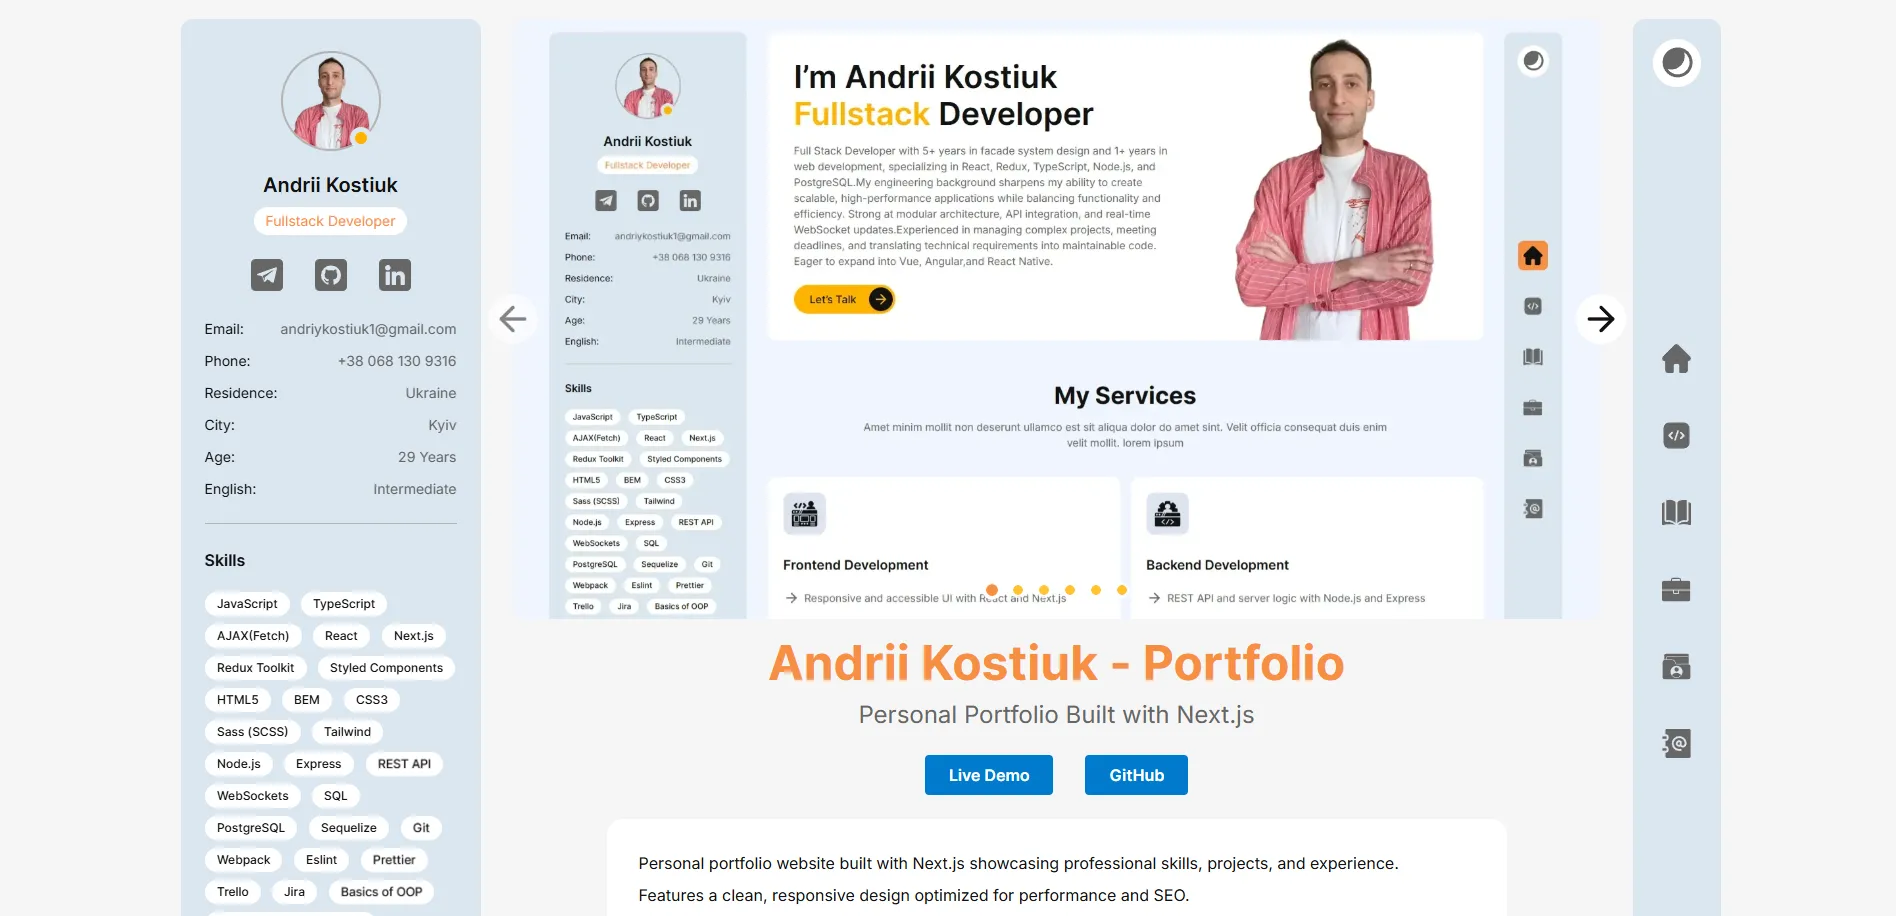 Andrii Kostiuk
Fullstack Developer
Email: andriykostiuk1@gmail.com
Phone: +38 068 130 9316
Residence: Ukraine
City: Kyiv
Age: 29 Years
English: Intermediate
Skills
JavaScript TypeScript
AJAX(Fetch) React Next.js
Redux Toolkit Styled Components
HTML5 BEM CSS3
Sass (SCSS) Tailwind
Node.js Express REST API
WebSockets SQL
PostgreSQL Sequelize Git
Webpack Eslint Prettier
Trello Jira Basics of OOP
Andrii Kostiuk
Fullstack Developer
Email: andriykostiuk1@gmail.com
Phone: +38 068 130 9316
Residence: Ukraine
City: Kyiv
Age: 29 Years
English: Intermediate
Skills
JavaScript TypeScript
AJAX(Fetch) React Next.js
Redux Toolkit Styled Components
HTML5 BEM CSS3
Sass (SCSS) Tailwind
Node.js Express REST API
WebSockets SQL
PostgreSQL Sequelize Git
Webpack Eslint Prettier
Trello Jira Basics of OOP
I’m Andrii Kostiuk
Fullstack Developer
Full Stack Developer with 5+ years in facade system design and 1+ years in
web development, specializing in React, Redux, TypeScript, Node.js, and
PostgreSQL.My engineering background sharpens my ability to create
scalable, high-performance applications while balancing functionality and
efficiency. Strong at modular architecture, API integration, and real-time
WebSocket updates.Experienced in managing complex projects, meeting
deadlines, and translating technical requirements into maintainable code.
Eager to expand into Vue, Angular,and React Native.
Let's Talk
My Services
Amet minim mollit non deserunt ullamco est sit aliqua dolor do amet sint. Velit officia consequat duis enim
velit mollit. lorem ipsum
Frontend Development
Responsive and accessible UI with React and Next.js
Backend Development
REST API and server logic with Node.js and Express
Andrii Kostiuk - Portfolio
Personal Portfolio Built with Next.js
Live Demo GitHub
Personal portfolio website built with Next.js showcasing professional skills, projects, and experience.
Features a clean, responsive design optimized for performance and SEO.